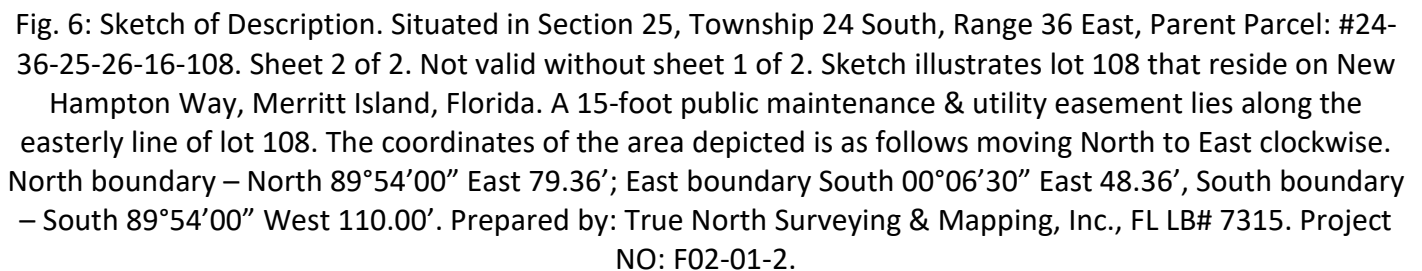 Fig. 6: Sketch of Description. Situated in Section 25, Township 24 South, Range 36 East, Parent Parcel: #24-
36-25-26-16-108. Sheet 2 of 2. Not valid without sheet 1 of 2. Sketch illustrates lot 108 that reside on New
Hampton Way, Merritt Island, Florida. A 15-foot public maintenance & utility easement lies along the
easterly line of lot 108. The coordinates of the area depicted is as follows moving North to East clockwise.
North boundary – North 89°54’00” East 79.36’; East boundary South 00°06’30” East 48.36’, South boundary
– South 89°54’00” West 110.00’. Prepared by: True North Surveying & Mapping, Inc., FL LB# 7315. Project
NO: F02-01-2.